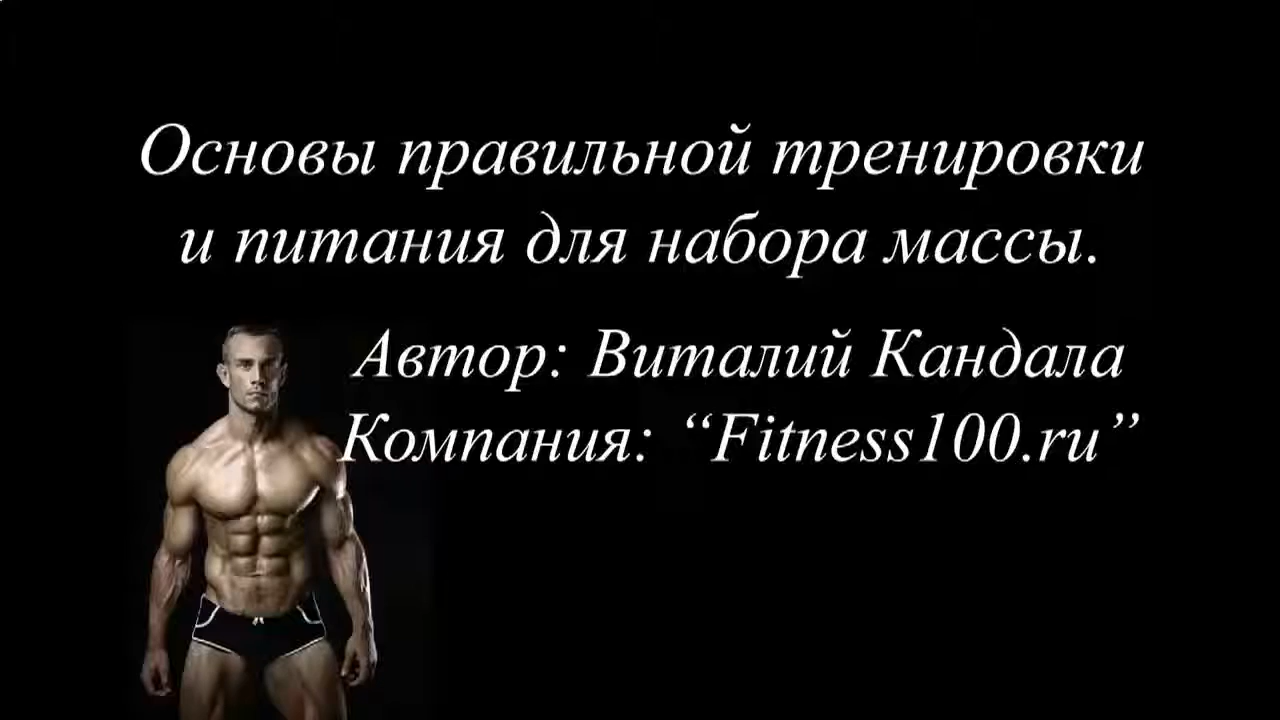 Основы правильной тренировки
и питания для набора массы.
Автор: Виталий Кандала
Компания: “Fitness100.ru”